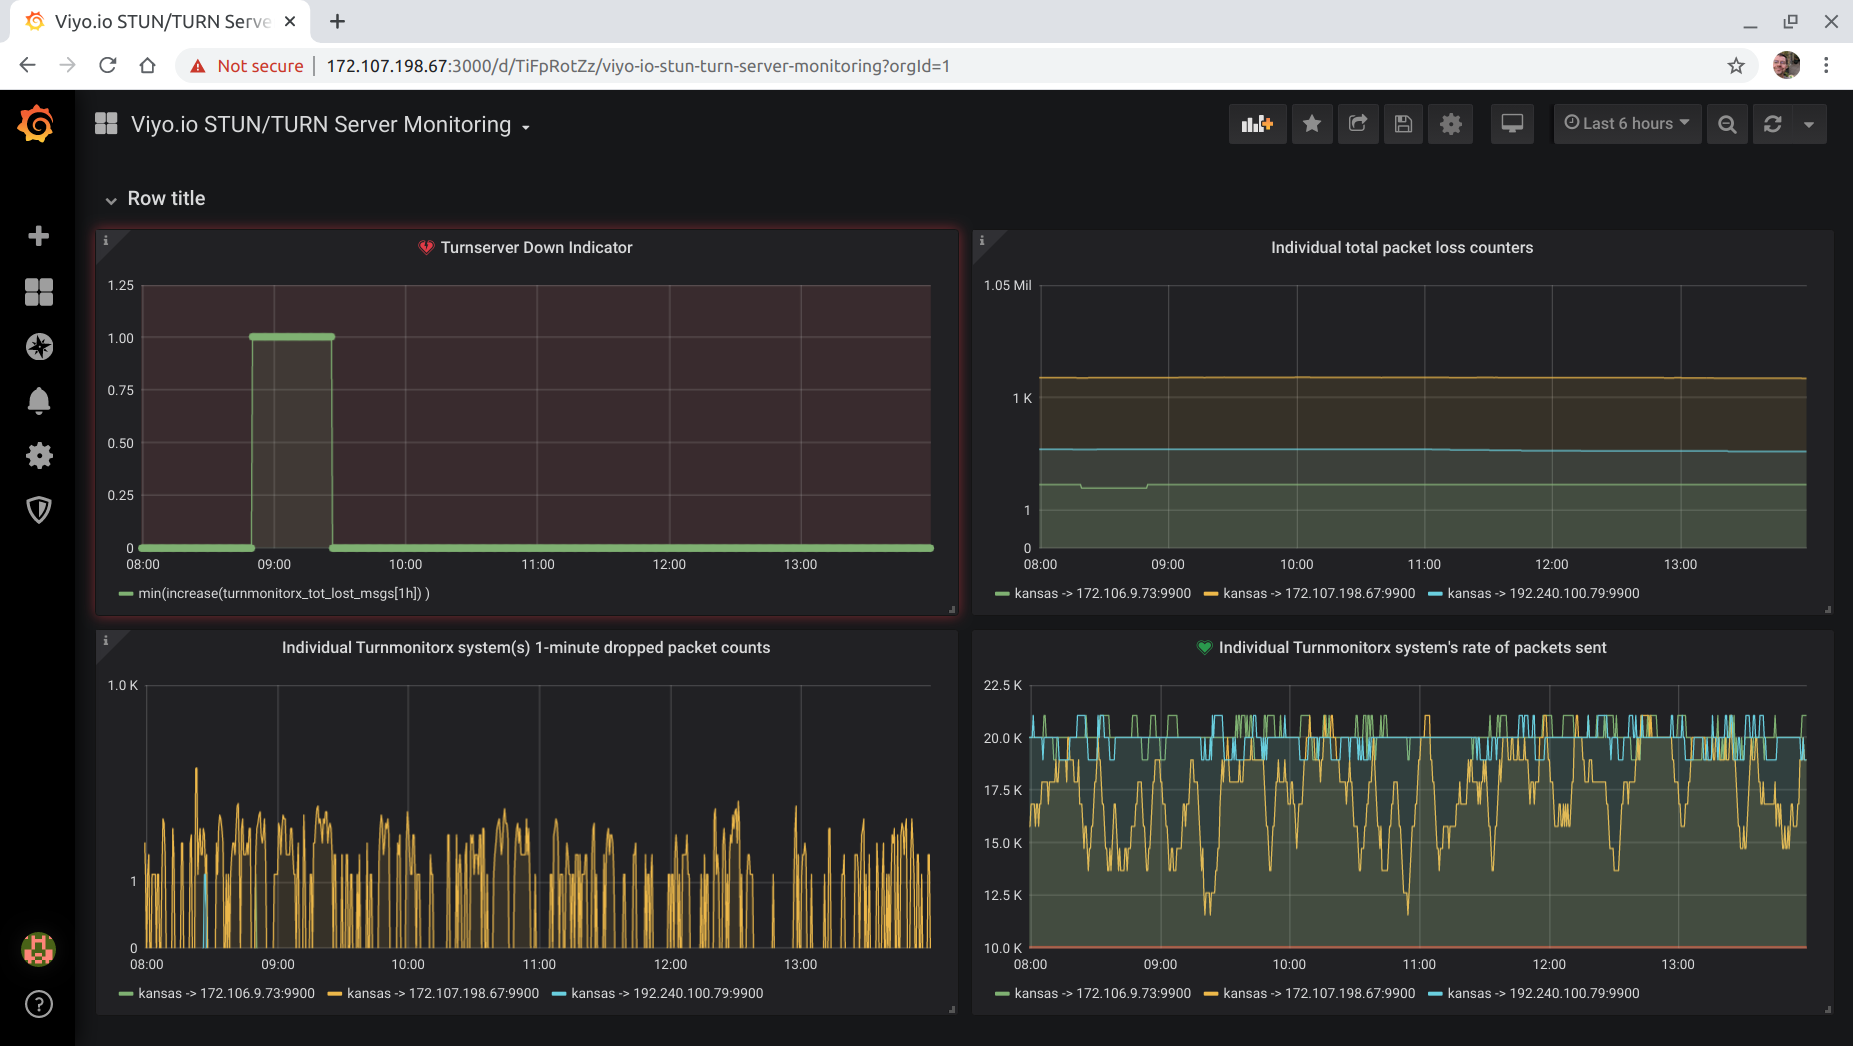 Viyo.io STUN/TURN Serve
Not secure
172.107.198.67:3000/d/TiFpRotZz/viyo-io-stun-turn-server-monitoring?orgId=1
Viyo.io STUN/TURN Server Monitoring
Last 6 hours
Row title
Turnserver Down Indicator
1.25
1.00
0.75
0.50
0.25
0
08:00 09:00 10:00 11:00 12:00 13:00
min(increase(turnmonitorx_tot_lost_msgs[1h]) )
Individual total packet loss counters
1.05 Mil
1 K
1
0
08:00 09:00 10:00 11:00 12:00 13:00
kansas -> 172.106.9.73:9900 kansas -> 172.107.198.67:9900 kansas -> 192.240.100.79:9900
Individual Turnmonitorx system(s) 1-minute dropped packet counts
1.0 K
1
0
08:00 09:00 10:00 11:00 12:00 13:00
kansas -> 172.106.9.73:9900 kansas -> 172.107.198.67:9900 kansas -> 192.240.100.79:9900
Individual Turnmonitorx system's rate of packets sent
22.5 K
20.0 K
17.5 K
15.0 K
12.5 K
10.0 K
08:00 09:00 10:00 11:00 12:00 13:00
kansas -> 172.106.9.73:9900 kansas -> 172.107.198.67:9900 kansas -> 192.240.100.79:9900